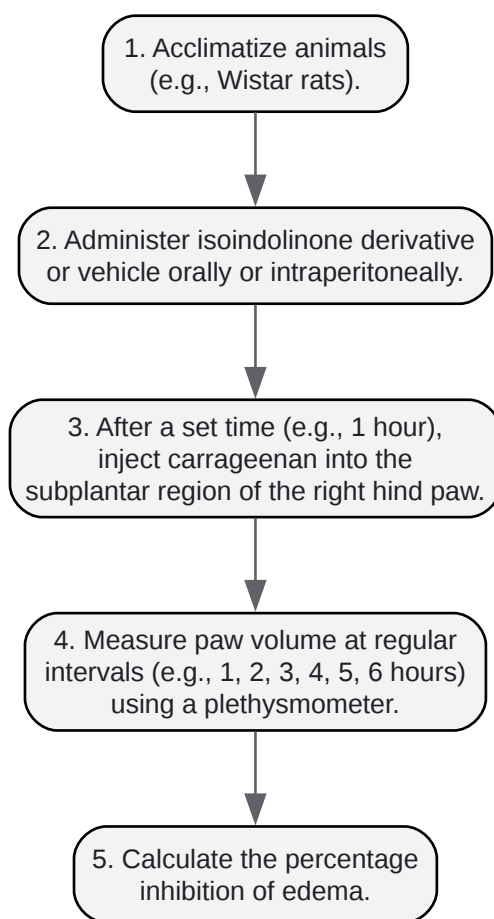 1. Acclimatize animals
(e.g., Wistar rats).
2. Administer isoindolinone derivative
or vehicle orally or intraperitoneally.
3. After a set time (e.g., 1 hour),
inject carrageenan into the
subplantar region of the right hind paw.
4. Measure paw volume at regular
intervals (e.g., 1, 2, 3, 4, 5, 6 hours)
using a plethysmometer.
5. Calculate the percentage
inhibition of edema.